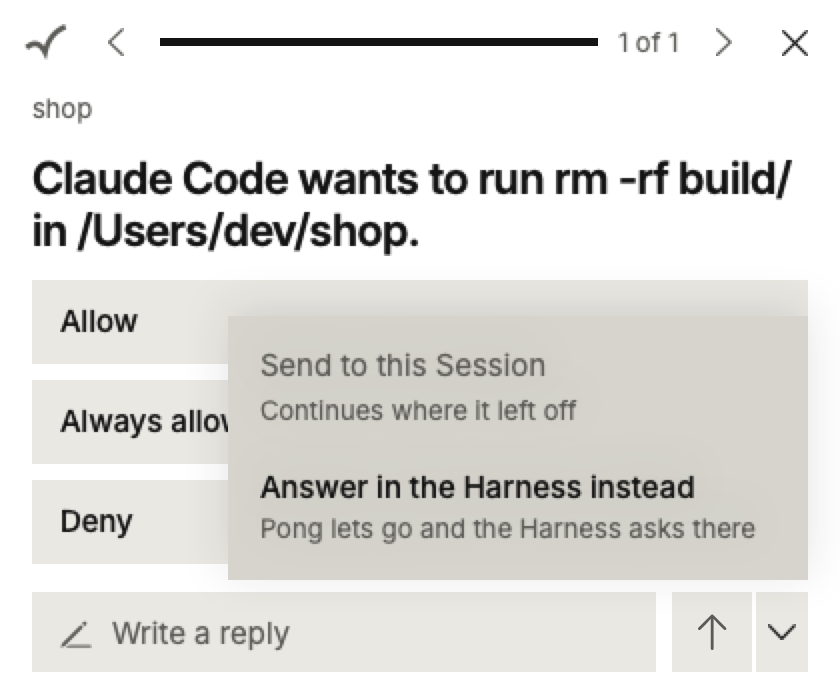 1 of 1
shop
Claude Code wants to run rm -rf build/
in /Users/dev/shop.
Allow
Send to this Session
Continues where it left off
Always allow
Answer in the Harness instead
Deny
Pong lets go and the Harness asks there
Write a reply